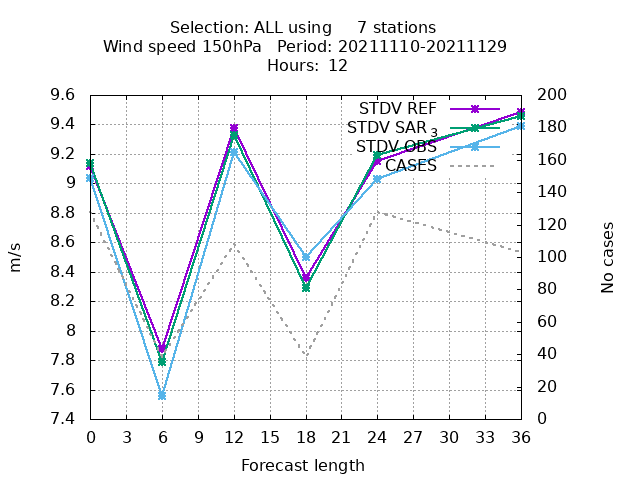 Selection: ALL using 7 stations
Wind speed 150hPa Period: 20211110-20211129
Hours: 12
9.6
9.4
9.2
9
8.8
8.6
8.4
8.2
8
7.8
7.6
7.4
m/s
STDV REF
STDV SAR3
STDV OBS
CASES
200
180
160
140
120
100
80
60
40
20
0
No cases
0 3 6 9 12 15 18 21 24 27 30 33 36
Forecast length